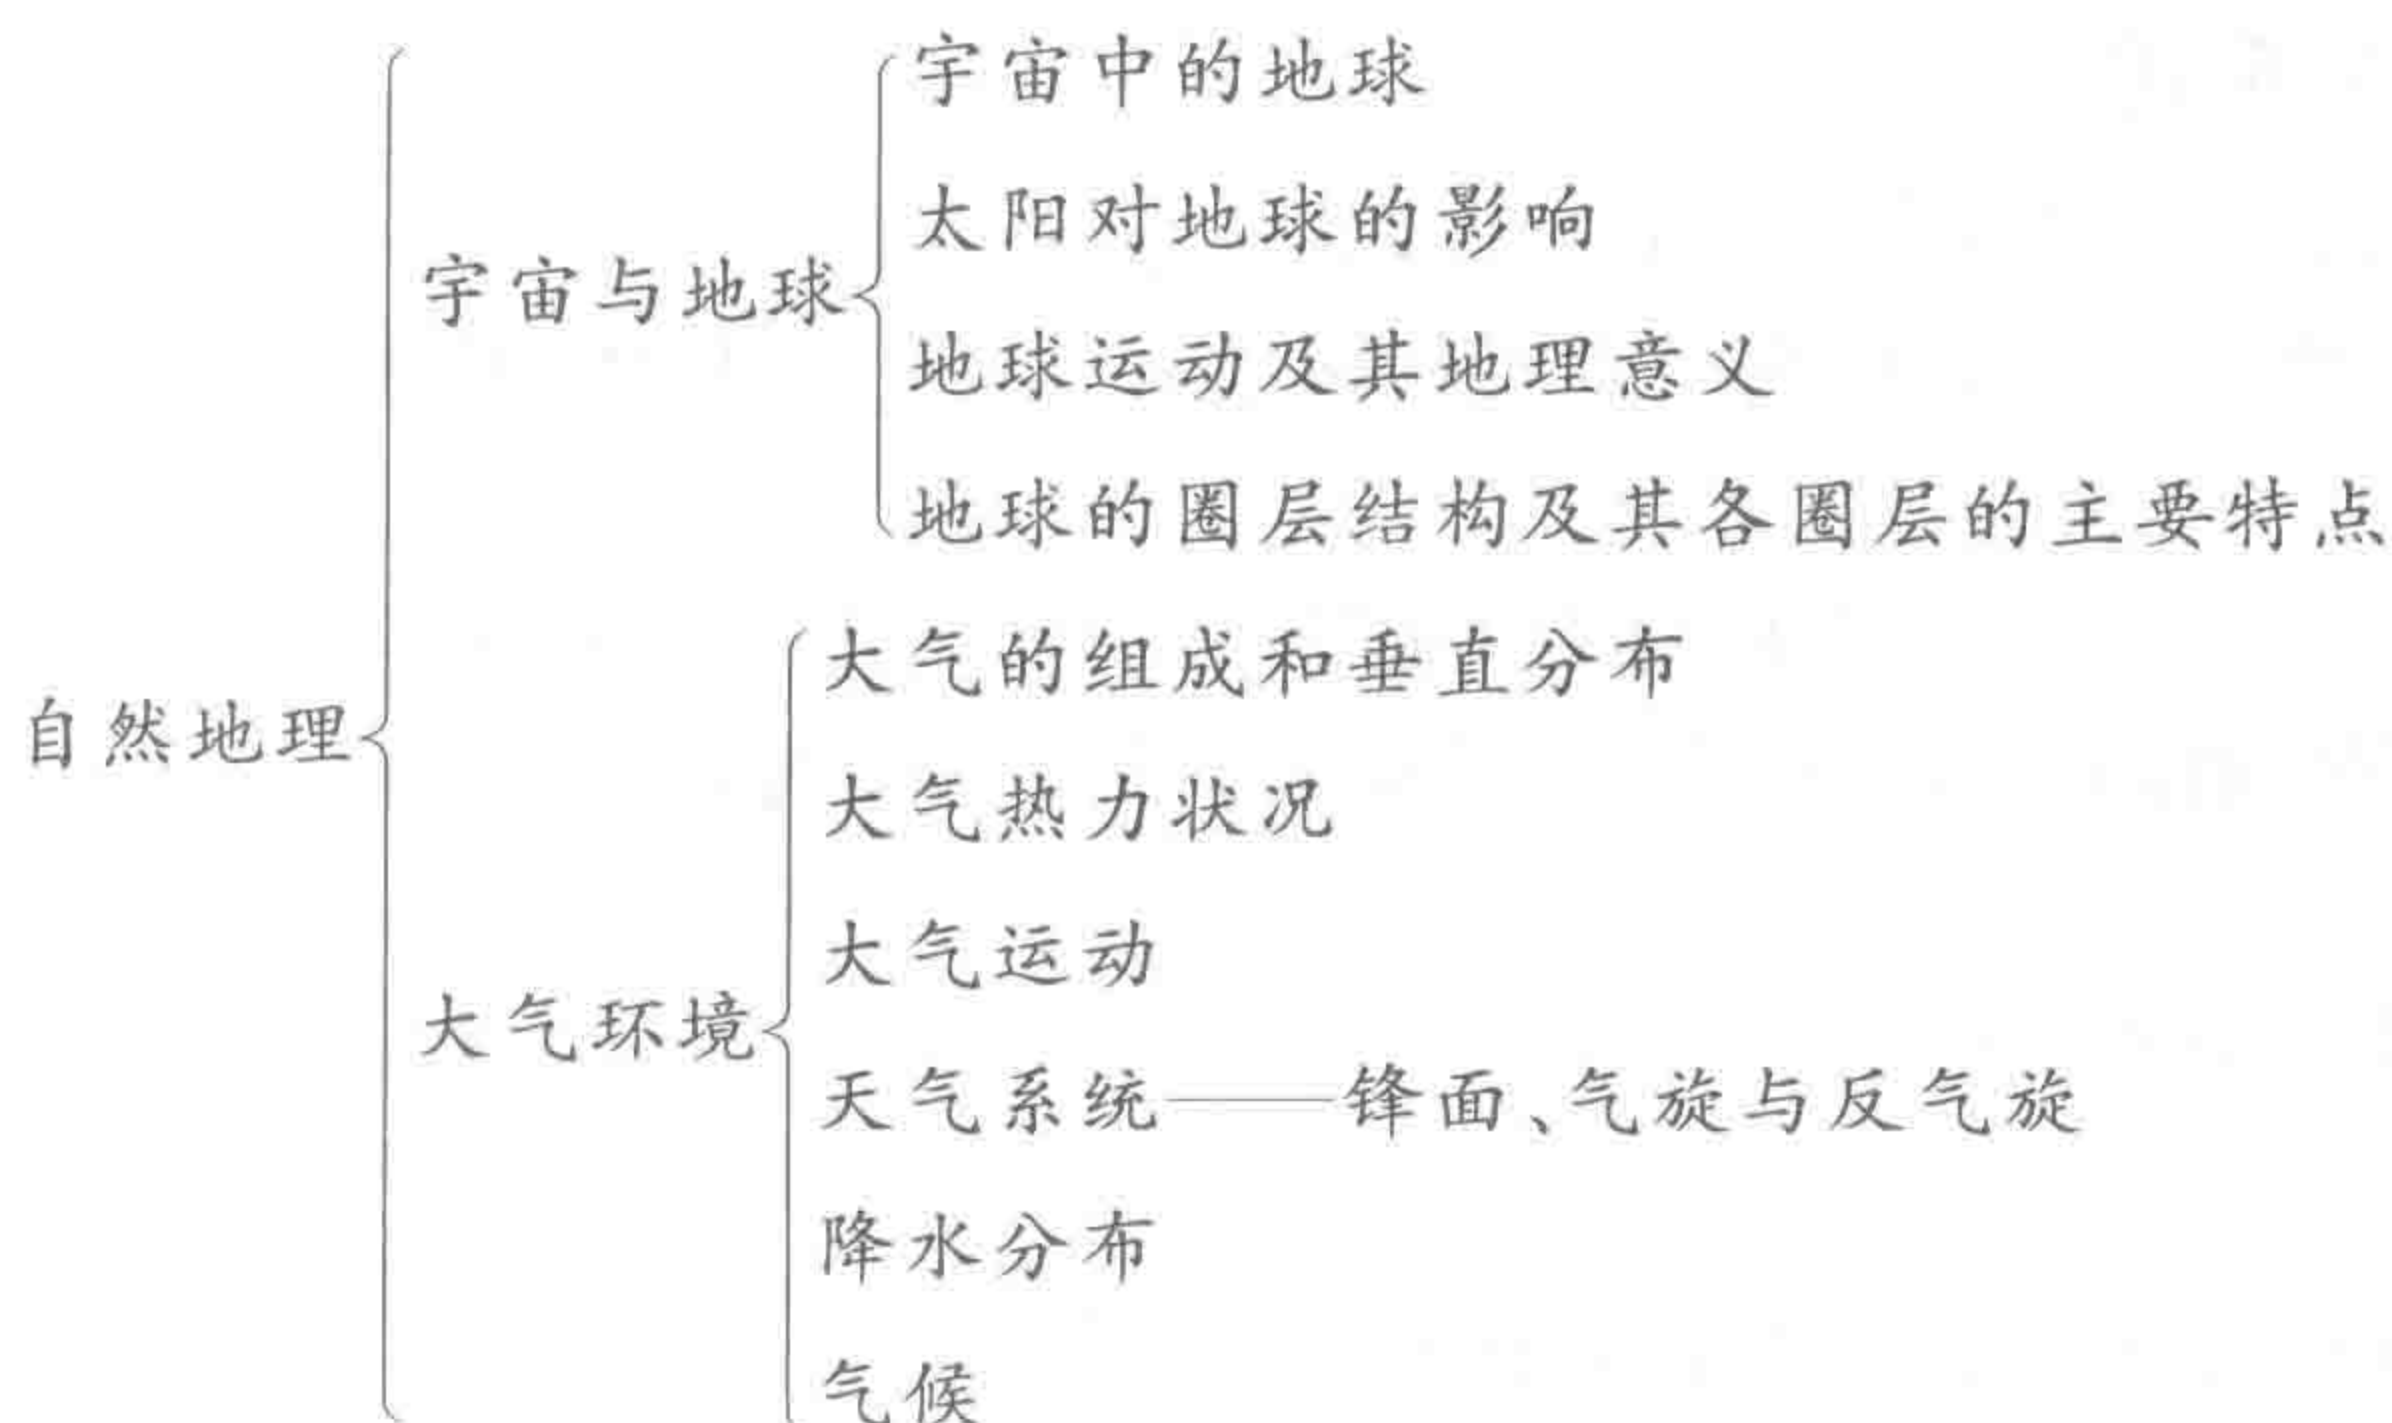 宇宙中的地球
太阳对地球的影响
宇宙与地球
地球运动及其地理意义
地球的圈层结构及其各圈层的主要特点
大气的组成和垂直分布
自然地理
大气热力状况
大气运动
大气环境
天气系统——锋面、气旋与反气旋
降水分布
气候